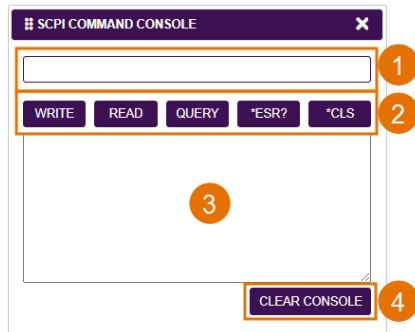 SCPI COMMAND CONSOLE
1
WRITE READ QUERY *ESR? *CLS
2
3
CLEAR CONSOLE
4